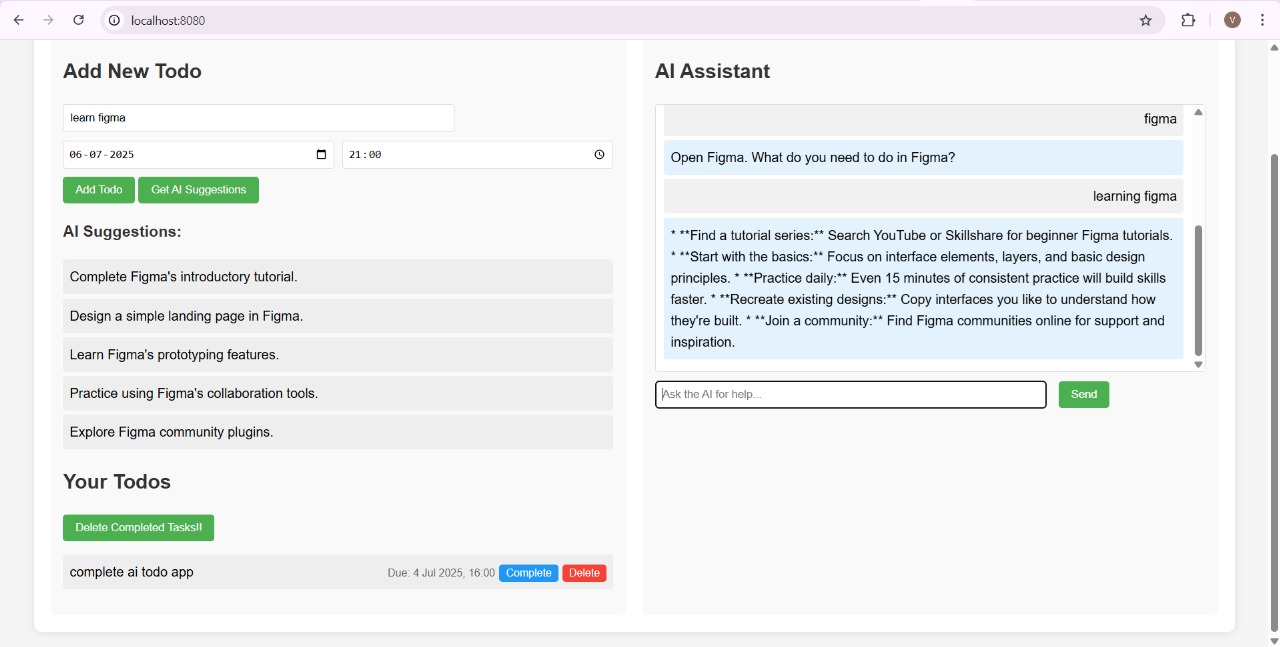 localhost:8080
V
Add New Todo
learn figma
06-07-2025
21:00
Add Todo
Get AI Suggestions
AI Suggestions:
Complete Figma's introductory tutorial.
Design a simple landing page in Figma.
Learn Figma's prototyping features.
Practice using Figma's collaboration tools.
Explore Figma community plugins.
Your Todos
Delete Completed Tasks!!
complete ai todo app
Due: 4 Jul 2025, 16:00
Complete
Delete
AI Assistant
figma
Open Figma. What do you need to do in Figma?
learning figma
* **Find a tutorial series:** Search YouTube or Skillshare for beginner Figma tutorials.
* **Start with the basics:** Focus on interface elements, layers, and basic design
principles. * **Practice daily:** Even 15 minutes of consistent practice will build skills
faster. * **Recreate existing designs:** Copy interfaces you like to understand how
they're built. * **Join a community:** Find Figma communities online for support and
inspiration.
Ask the AI for help...
Send